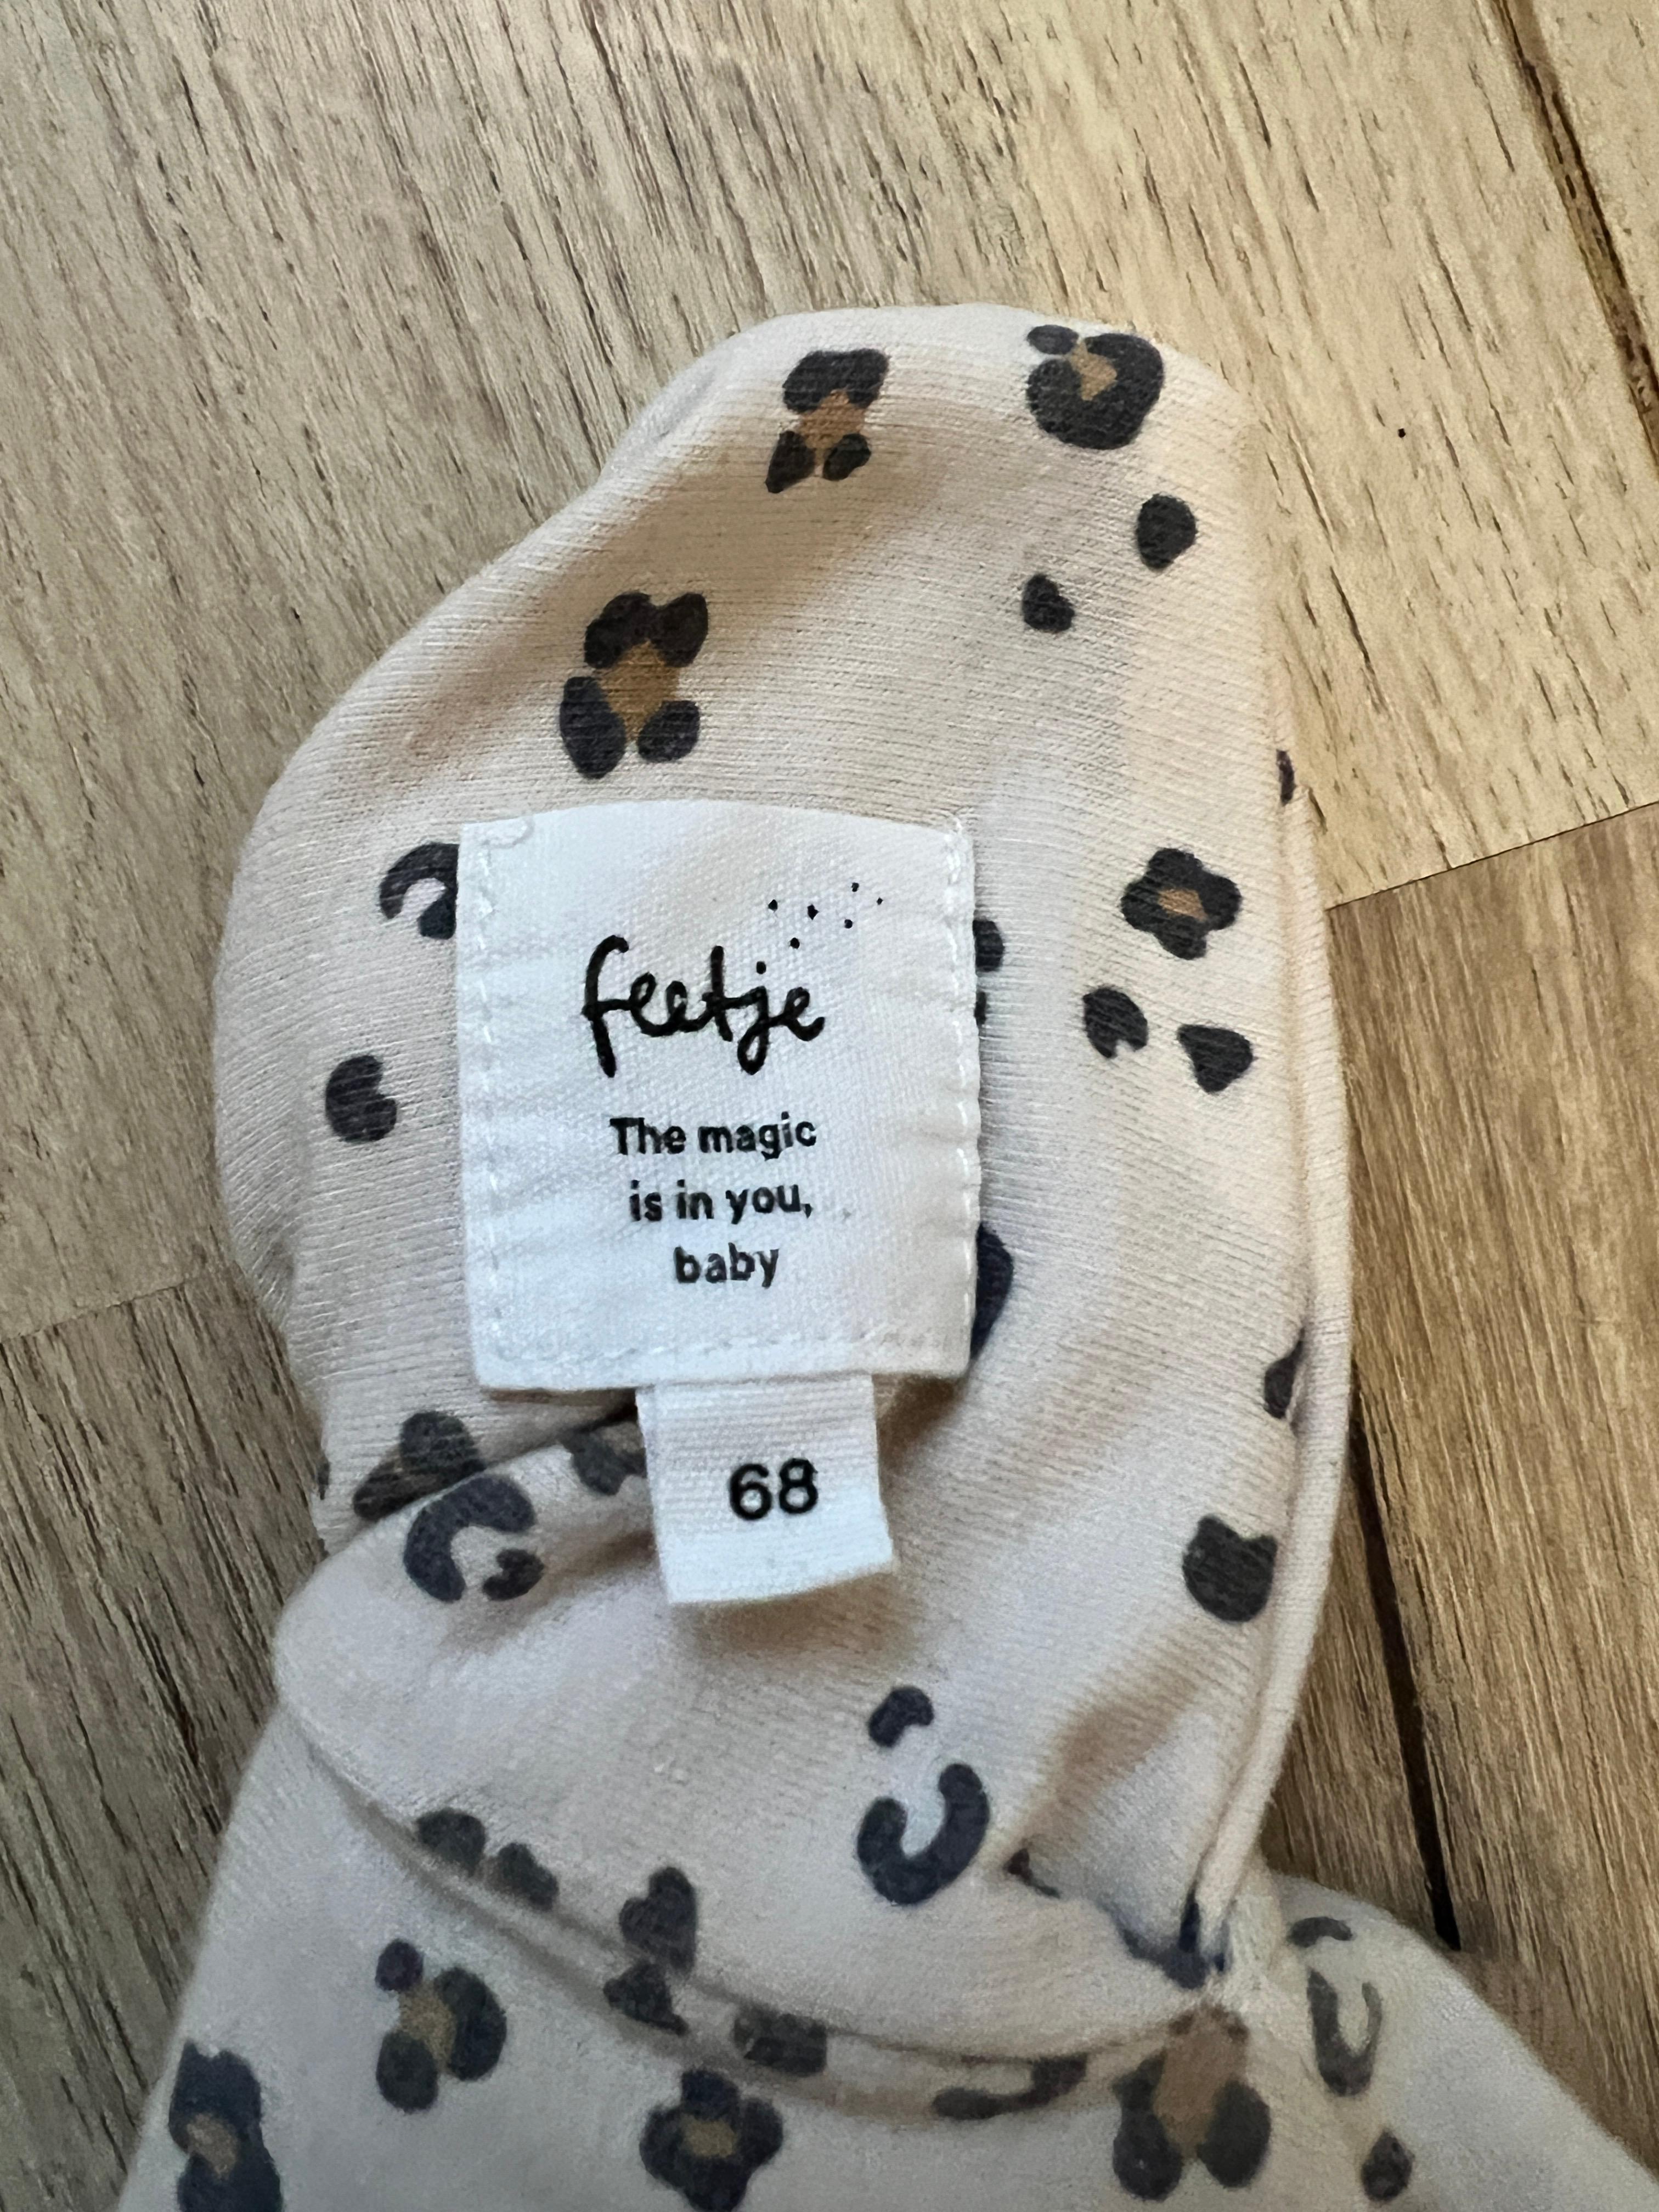 feetje
The magic
is in you,
baby
68